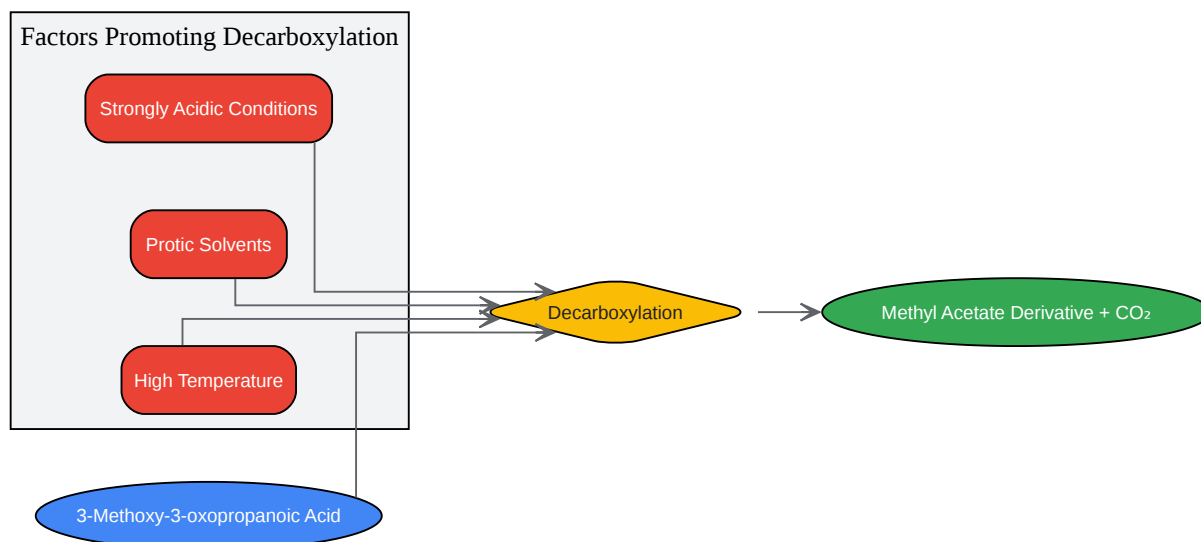 Factors Promoting Decarboxylation
Strongly Acidic Conditions
Protic Solvents
High Temperature
Decarboxylation
Methyl Acetate Derivative + CO₂
3-Methoxy-3-oxopropanoic Acid